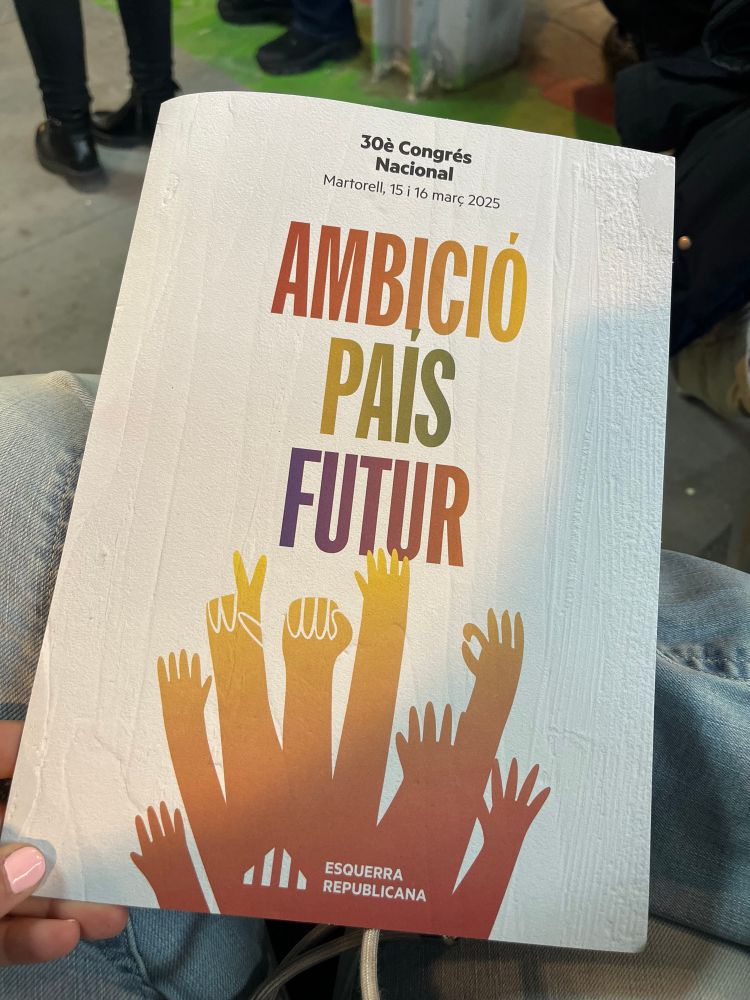 30è Congrés
Nacional
Martorell, 15 i 16 març 2025
AMBICIÓ
PAÍS
FUTUR
ESQUERRA
REPUBLICANA